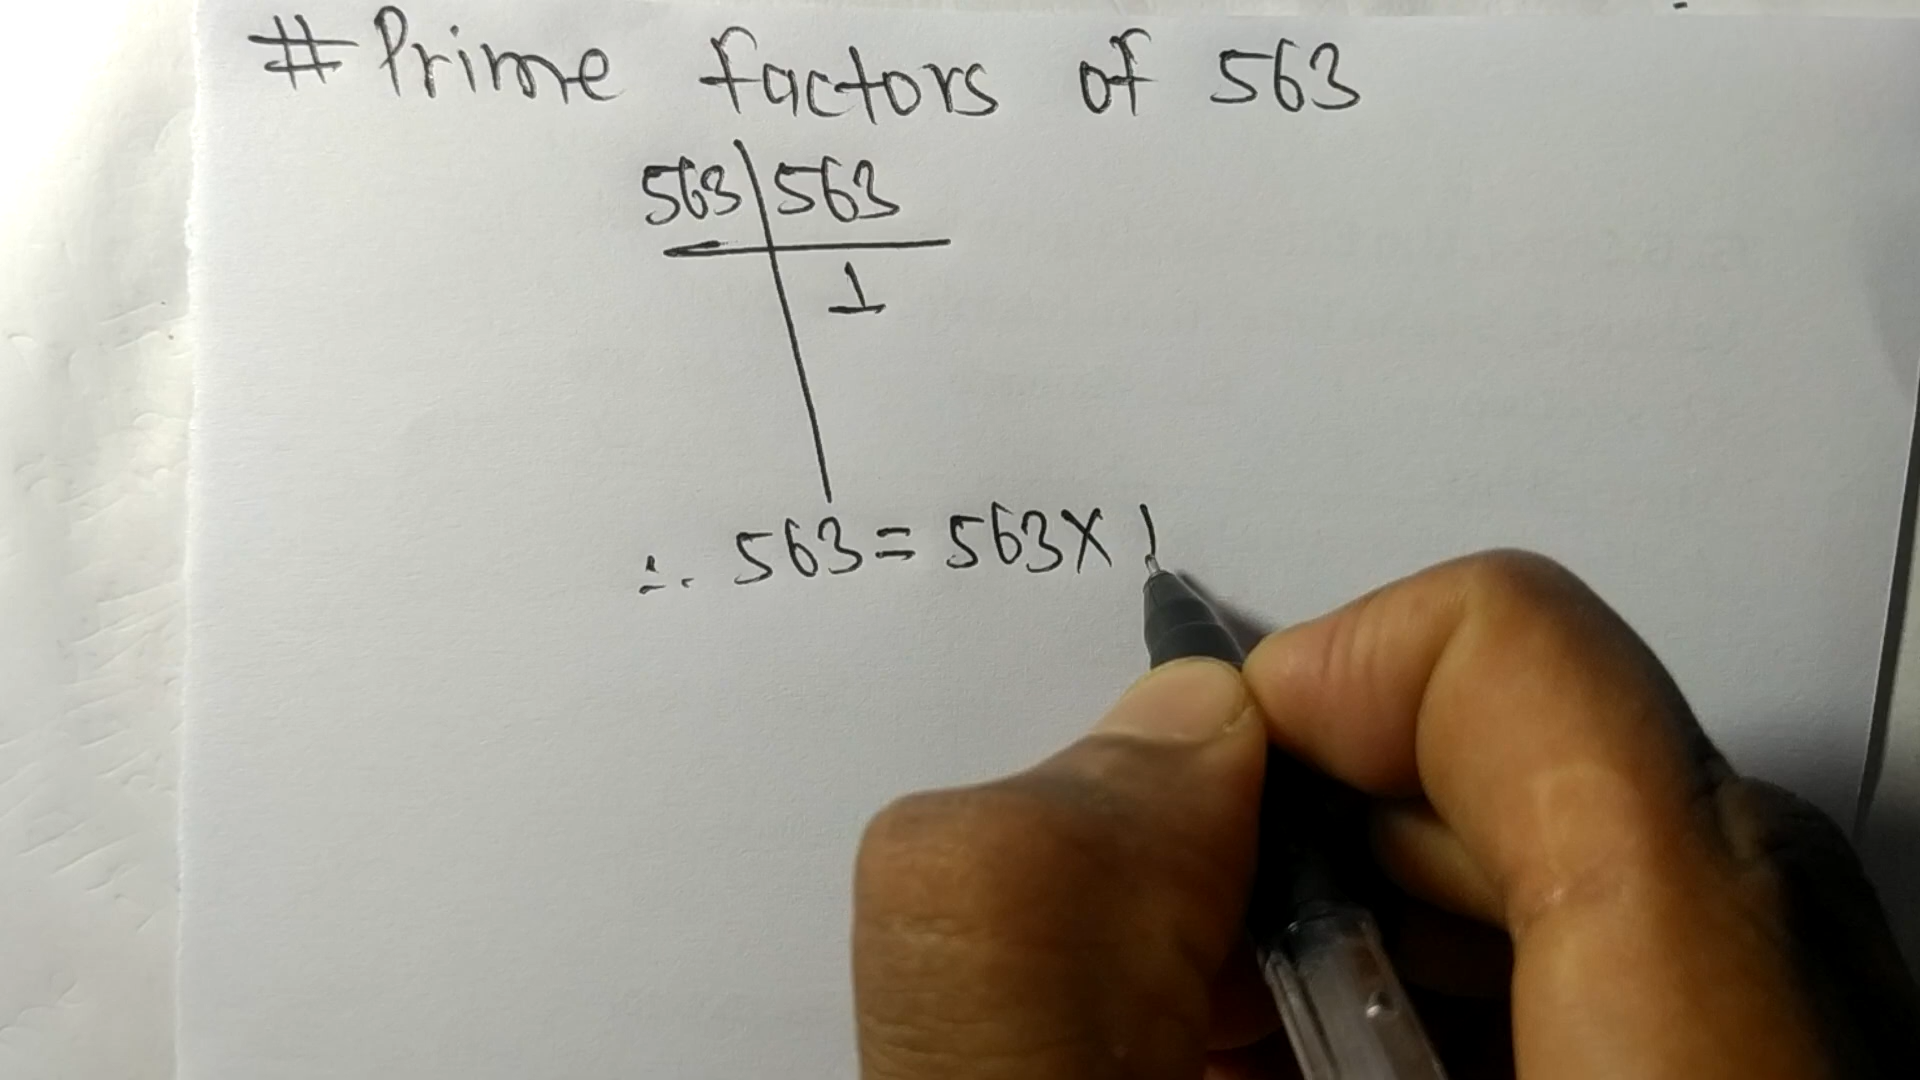 # Prime factors of 563
563 | 563
1
∴ 563 = 563 × 1